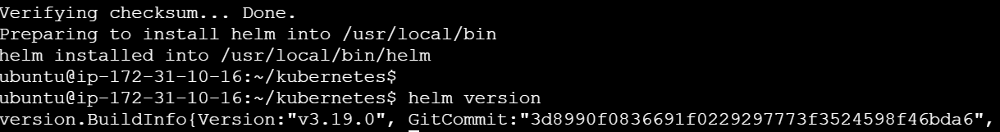 Verifying checksum... Done.
Preparing to install helm into /usr/local/bin
helm installed into /usr/local/bin/helm
ubuntu@ip-172-31-10-16:~/kubernetes$
ubuntu@ip-172-31-10-16:~/kubernetes$ helm version
version.BuildInfo{Version:"v3.19.0", GitCommit:"3d8990f0836691f0229297773f3524598f46bda6",